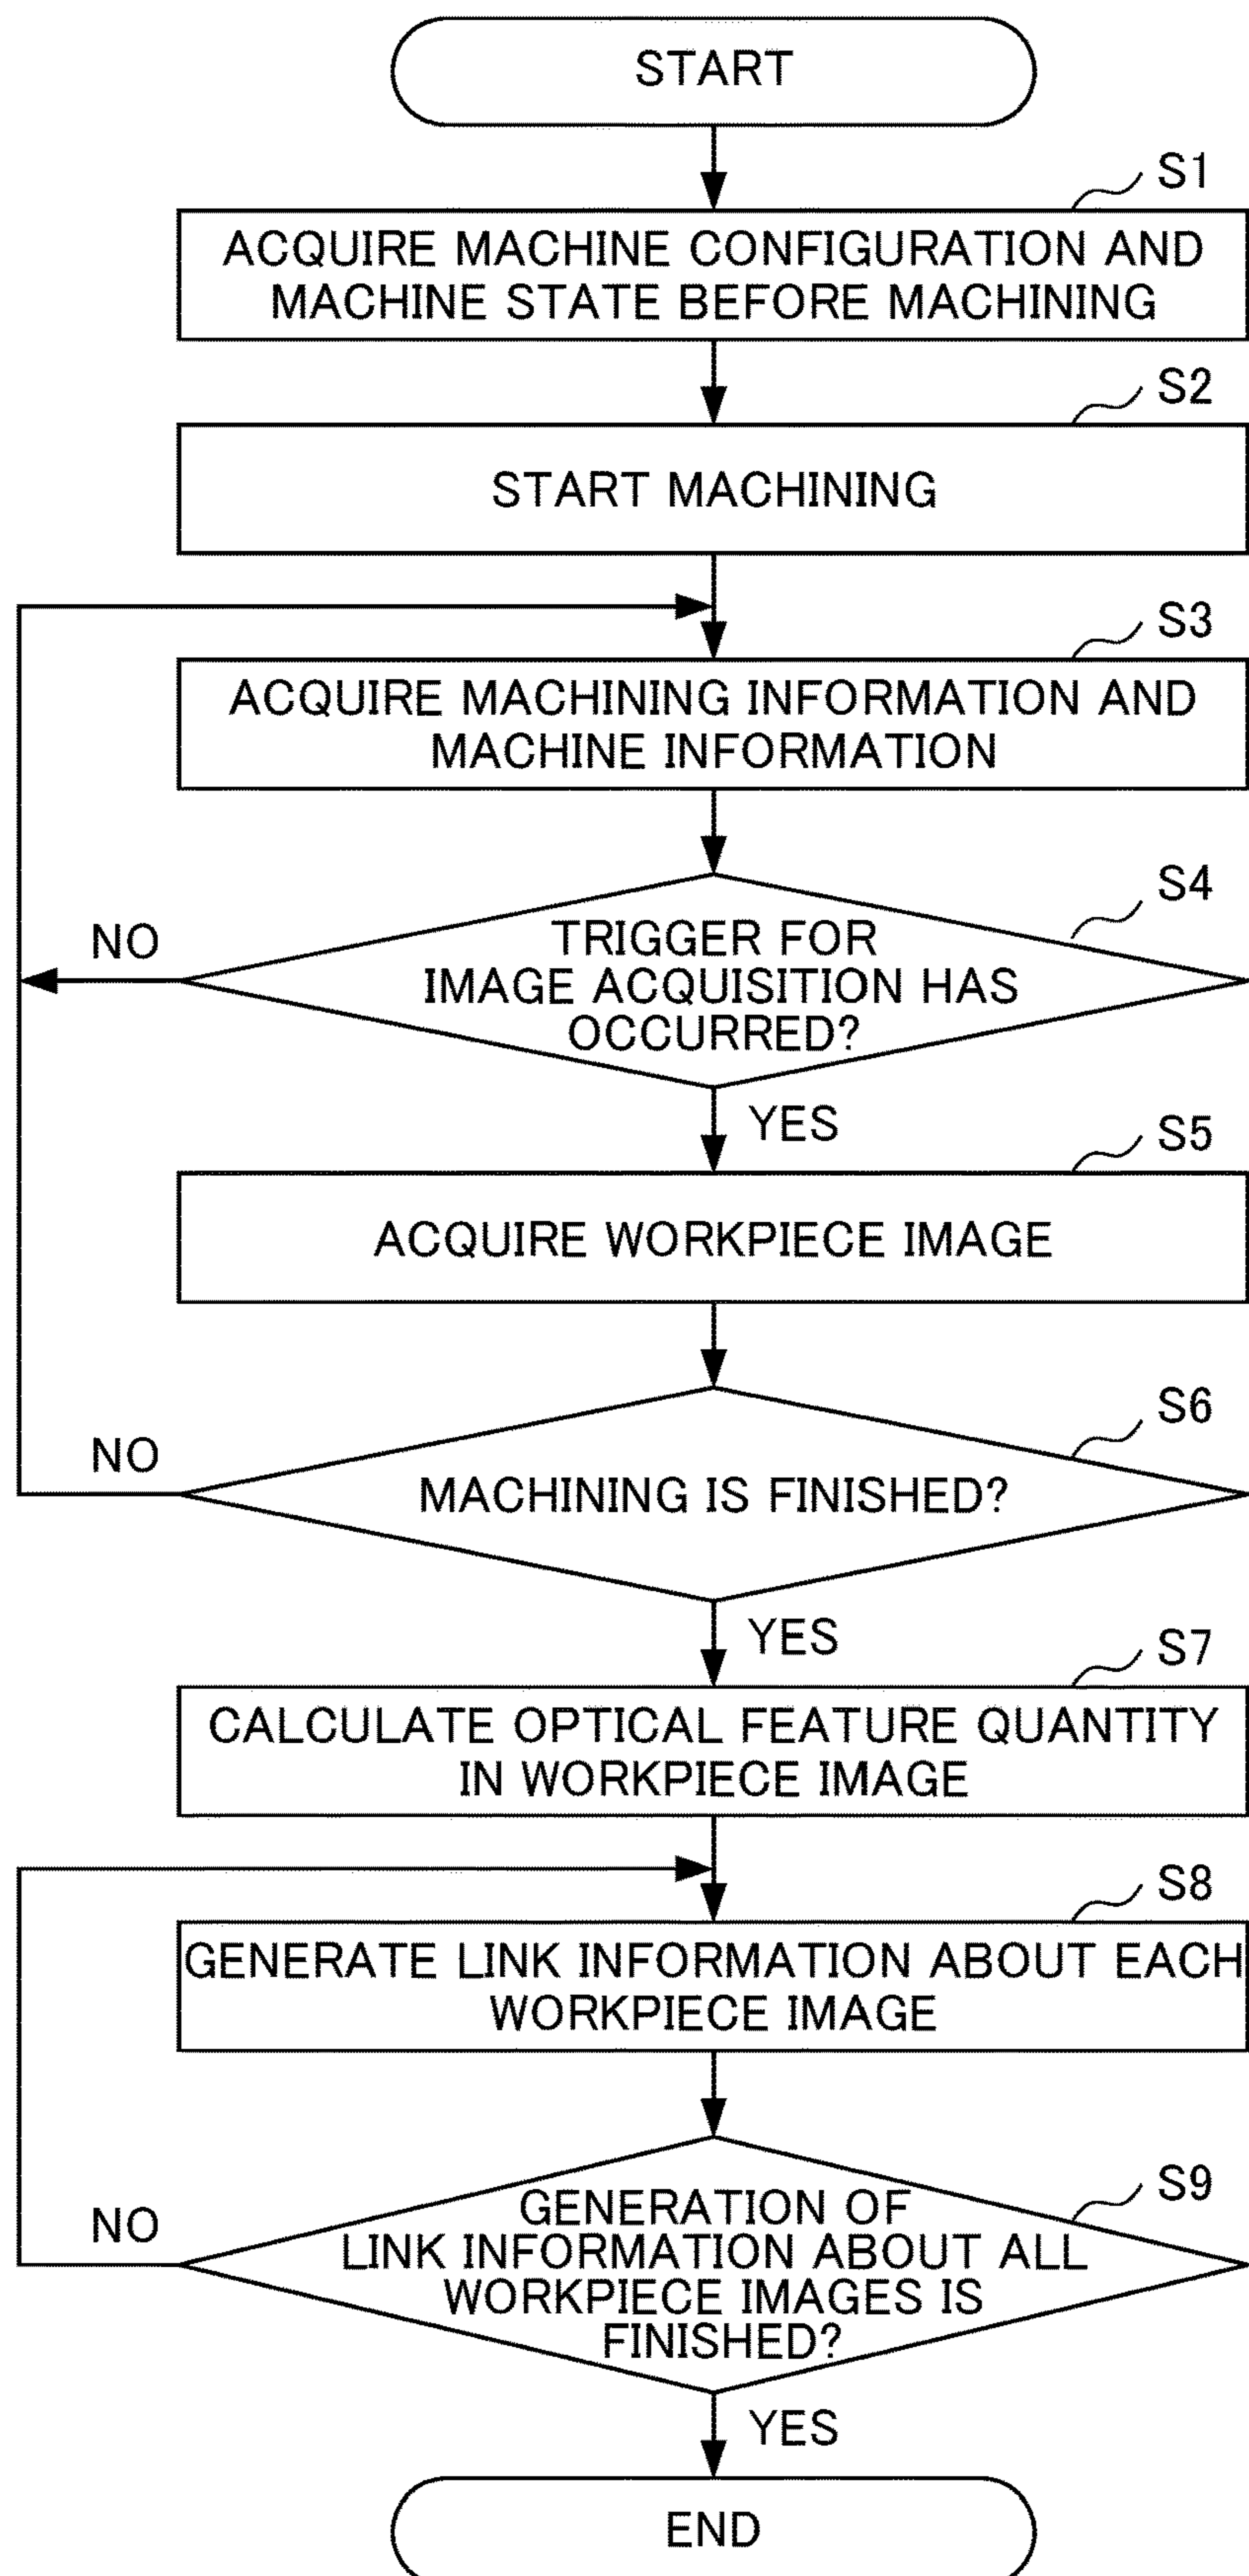 START
S1
ACQUIRE MACHINE CONFIGURATION AND
MACHINE STATE BEFORE MACHINING
S2
START MACHINING
S3
ACQUIRE MACHINING INFORMATION AND
MACHINE INFORMATION
S4
NO
TRIGGER FOR
IMAGE ACQUISITION HAS
OCCURRED?
YES
S5
ACQUIRE WORKPIECE IMAGE
S6
NO
MACHINING IS FINISHED?
YES
S7
CALCULATE OPTICAL FEATURE QUANTITY
IN WORKPIECE IMAGE
S8
GENERATE LINK INFORMATION ABOUT EACH
WORKPIECE IMAGE
S9
NO
GENERATION OF
LINK INFORMATION ABOUT ALL
WORKPIECE IMAGES IS
FINISHED?
YES
END